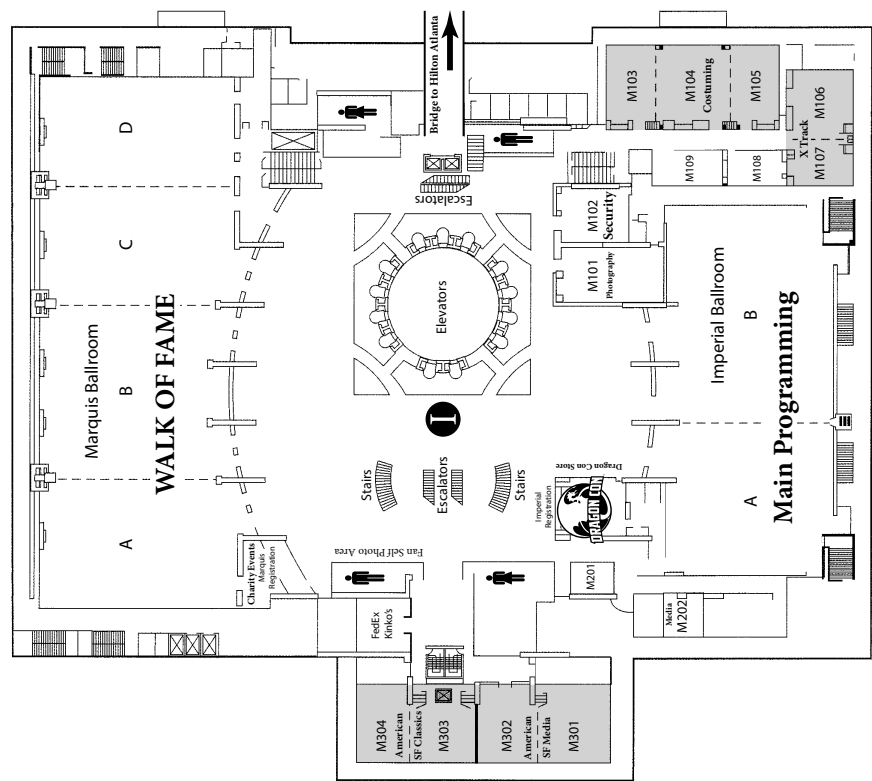 Bridge to Hilton Atlanta
M103
M104
Costuming
M105
M106
X Track
M107
M109
M108
D
C
B
A
Marquis Ballroom
WALK OF FAME
Escalators
M102
Security
M101
Photography
Elevators
Imperial Ballroom
B
A
Main Programming
I
Stairs
Escalators
Stairs
Dragon Con Store
Imperial
Registration
DRAGON CON
Charity Events
Marquis
Registration
Fan Self Photo Area
FedEx
Kinko's
M201
Media
M202
M304
American
SF Classics
M303
M302
American
SF Media
M301